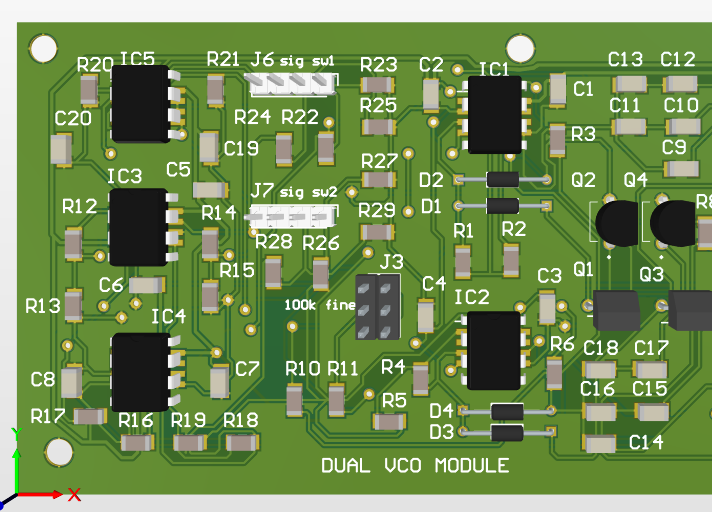 R20 IC5 R21 J6 sig sw1 R23 C2 IC1 C13 C12
C1
C20 R24 R22 R25 C11 C10
R3
C19 R27 C9
C5
IC3 D2 Q2 Q4
J7 sig sw2
R12 R14 R29 D1 R8
R28 R26 R1 R2
R15 J3 Q1 Q3
C6 C4 C3
R13 IC4 100k fine IC2
R6 C18 C17
C8 C7 R10 R11 R4
C16 C15
R17 R16 R19 R18 R5 D4
D3 C14
DUAL VCO MODULE
Y
X